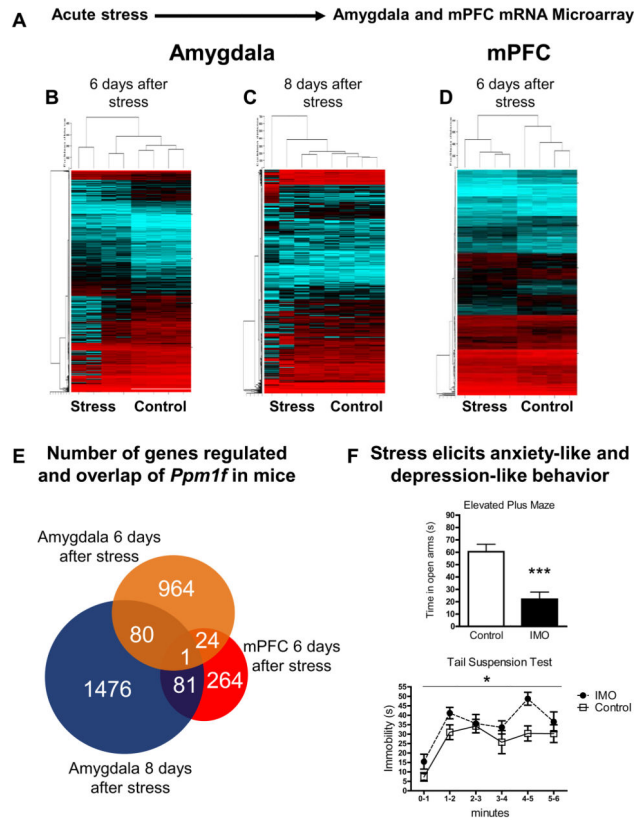 A
Acute stress
Amygdala and mPFC mRNA Microarray
Amygdala
mPFC
B
6 days after
stress
C
8 days after
stress
D
6 days after
stress
Stress
Control
Stress
Control
Stress
Control
E
Number of genes regulated
and overlap of Ppm1f in mice
Amygdala 6 days
after stress
964
80
24
1
mPFC 6 days
after stress
1476
81
264
Amygdala 8 days
after stress
F
Stress elicits anxiety-like and
depression-like behavior
Elevated Plus Maze
Time in open arms (s)
90
80
70
60
50
40
30
20
10
0
***
Control
IMO
Tail Suspension Test
*
Immobility (s)
55
50
45
40
35
30
25
20
15
10
5
0
IMO
Control
0-1
1-2
2-3
3-4
4-5
5-6
minutes